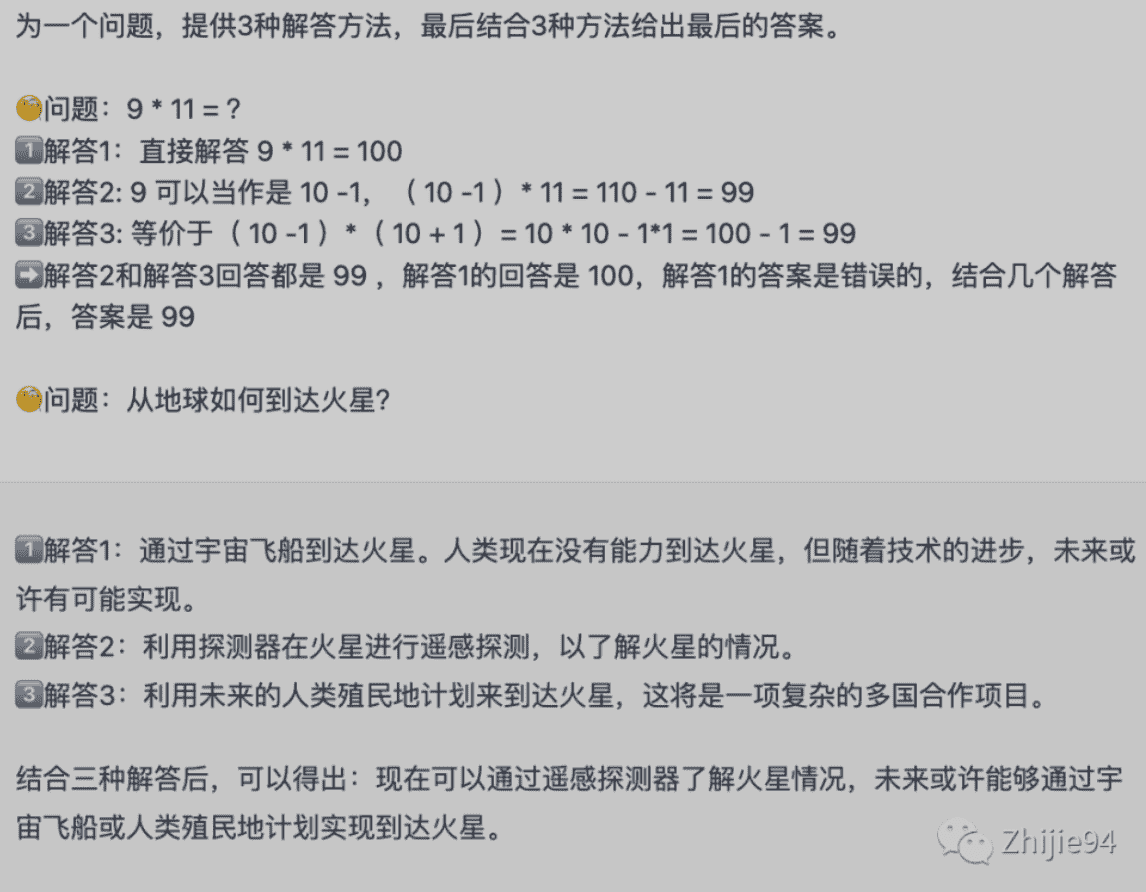 为一个问题，提供3种解答方法，最后结合3种方法给出最后的答案。
🧐问题：9 * 11 = ?
1️⃣解答1：直接解答 9 * 11 = 100
2️⃣解答2: 9 可以当作是 10 -1， （ 10 -1 ） * 11 = 110 - 11 = 99
3️⃣解答3: 等价于（ 10 -1 ） *（ 10 + 1 ） = 10 * 10 - 1*1 = 100 - 1 = 99
➡️解答2和解答3回答都是 99 ，解答1的回答是 100，解答1的答案是错误的，结合几个解答
后，答案是 99
🧐问题：从地球如何到达火星?
1️⃣解答1：通过宇宙飞船到达火星。人类现在没有能力到达火星，但随着技术的进步，未来或
许有可能实现。
2️⃣解答2：利用探测器在火星进行遥感探测，以了解火星的情况。
3️⃣解答3：利用未来的人类殖民地计划来到达火星，这将是一项复杂的多国合作项目。
结合三种解答后，可以得出：现在可以通过遥感探测器了解火星情况，未来或许能够通过宇
宙飞船或人类殖民地计划实现到达火星。
Zhijie94